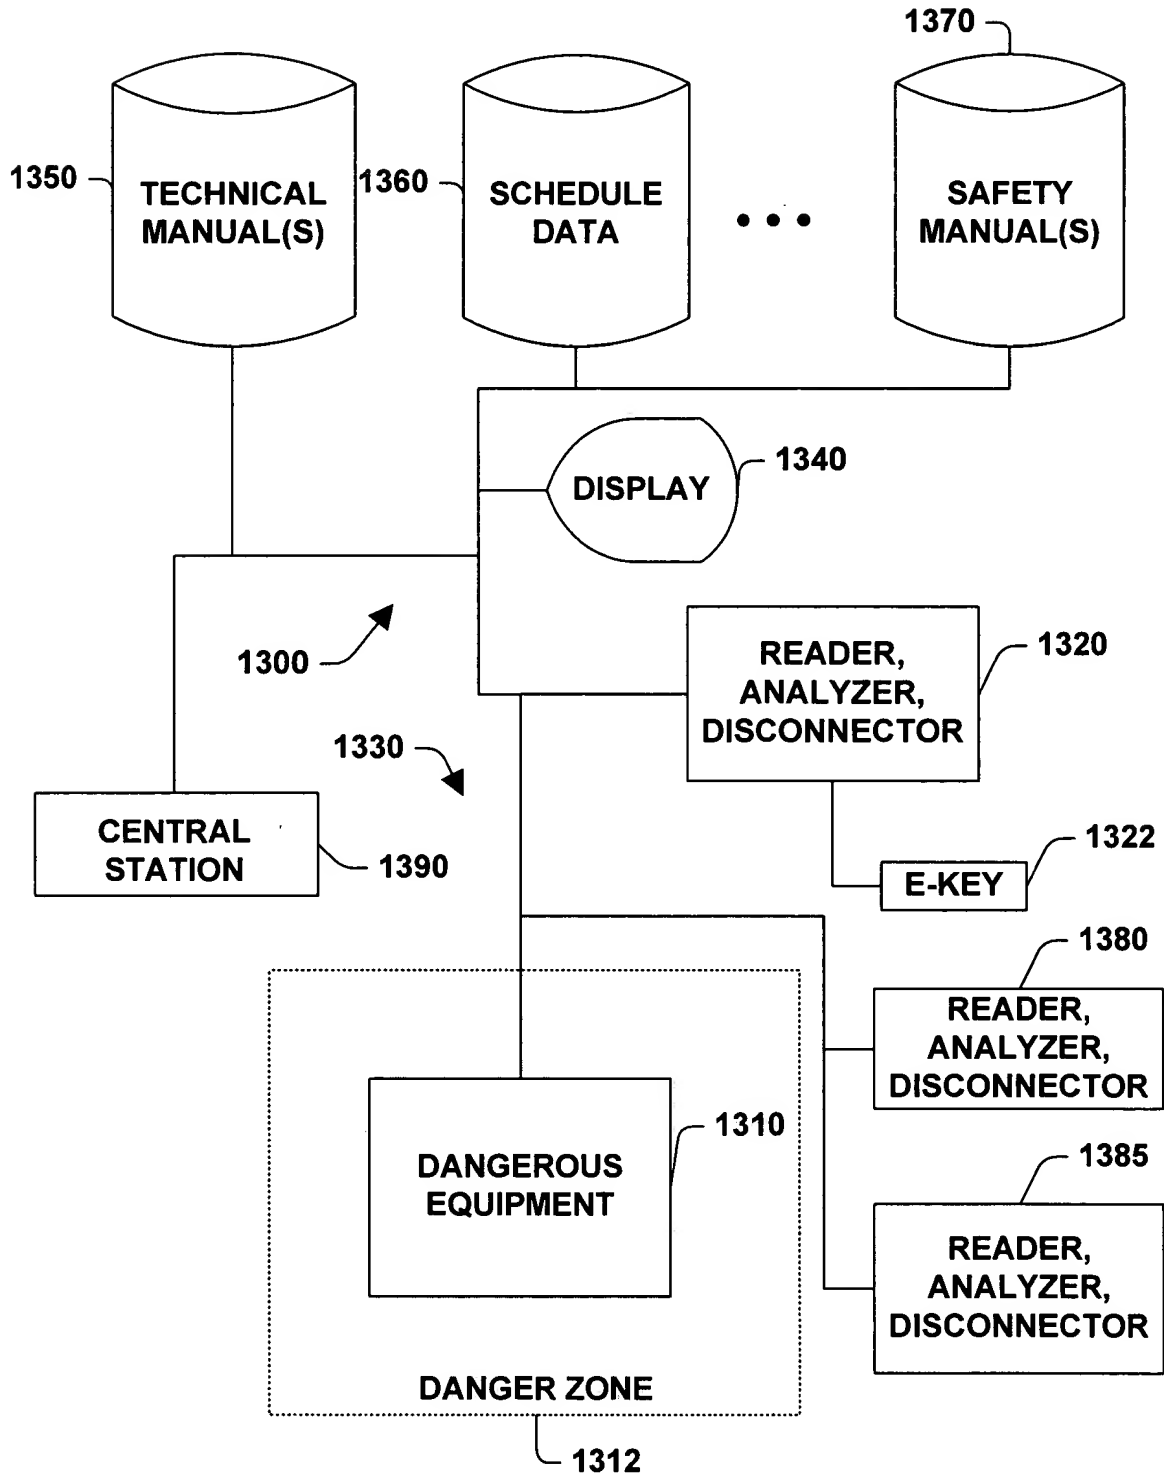 1370
1350
TECHNICAL
MANUAL(S)
1360
SCHEDULE
DATA
SAFETY
MANUAL(S)
DISPLAY
1340
1300
READER,
ANALYZER,
DISCONNECTOR
1320
1330
CENTRAL
STATION
1390
E-KEY
1322
1380
READER,
ANALYZER,
DISCONNECTOR
DANGEROUS
EQUIPMENT
1310
1385
READER,
ANALYZER,
DISCONNECTOR
DANGER ZONE
1312